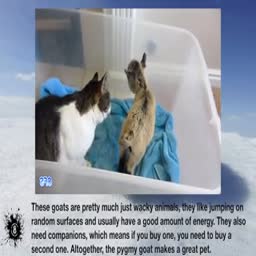 These goats are pretty much just wacky animals, they like jumping on
random surfaces and usually have a good amount of energy. They also
need companions, which means if you buy one, you need to buy a
second one. Altogether, the pygmy goat makes a great pet.